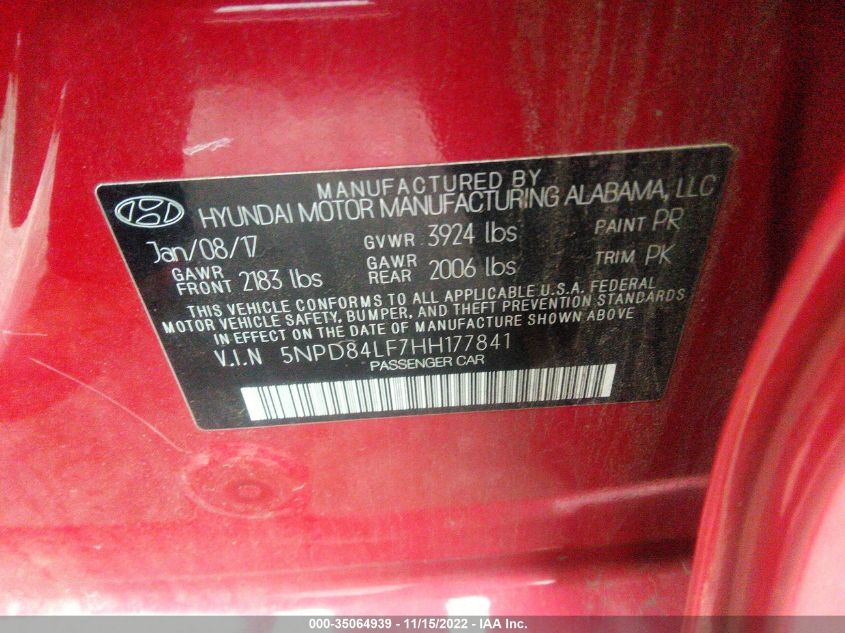 MANUFACTURED BY
HYUNDAI MOTOR MANUFACTURING ALABAMA, LLC
Jan/08/17 GVWR 3924 lbs PAINT PR
GAWR FRONT 2183 lbs GAWR REAR 2006 lbs TRIM PK
THIS VEHICLE CONFORMS TO ALL APPLICABLE U.S.A. FEDERAL
MOTOR VEHICLE SAFETY, BUMPER, AND THEFT PREVENTION STANDARDS
IN EFFECT ON THE DATE OF MANUFACTURE SHOWN ABOVE
V.I.N 5NPD84LF7HH177841
PASSENGER CAR
000-35064939 - 11/15/2022 - IAA Inc.